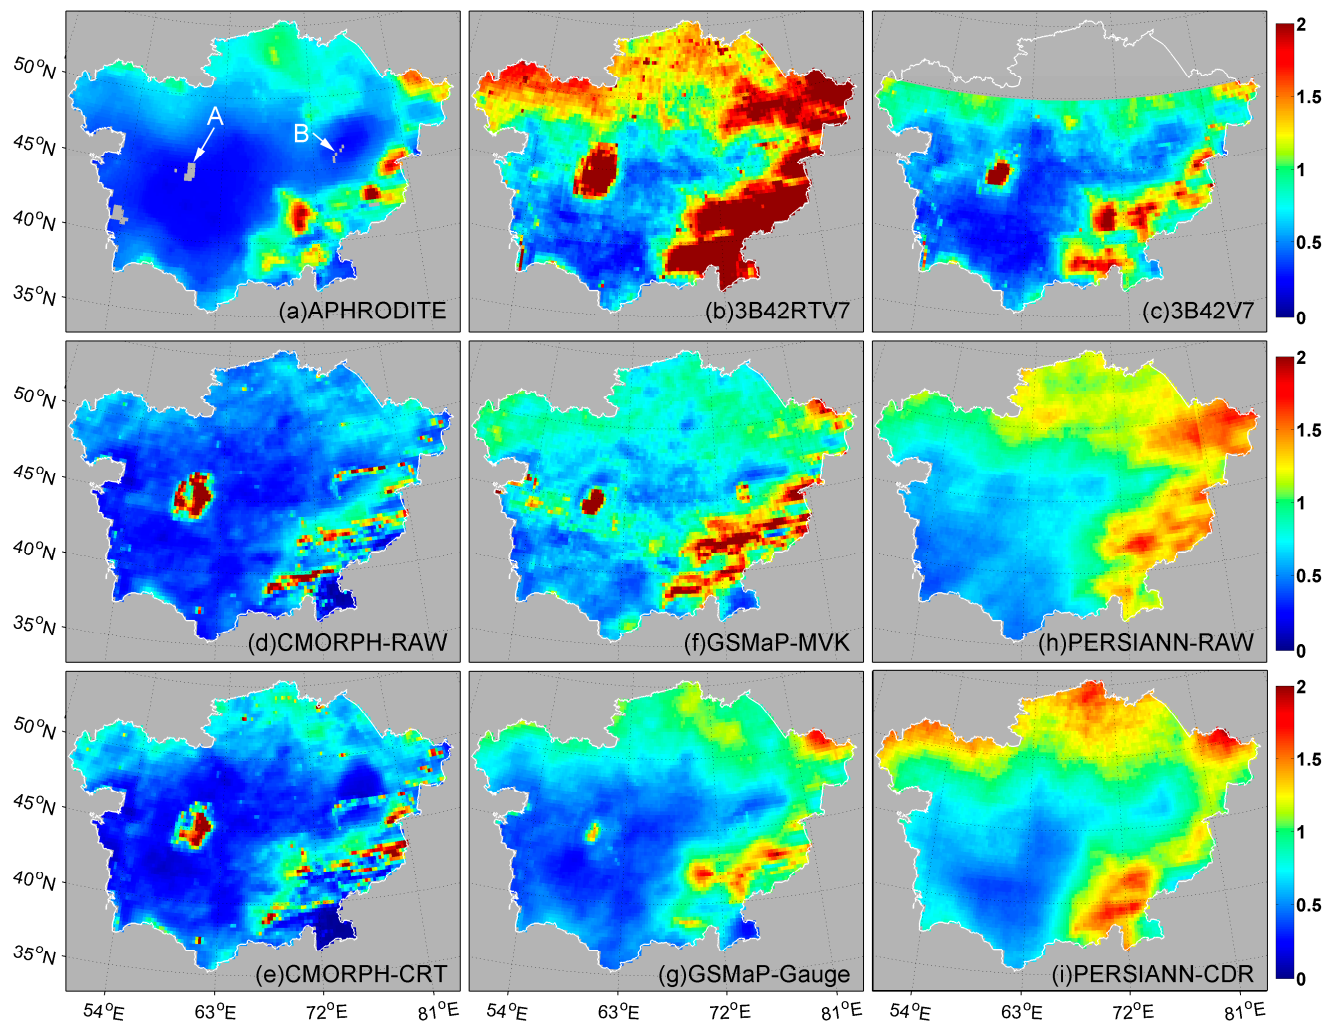 50°N
45°N
40°N
35°N
A
B
(a)APHRODITE
(b)3B42RTV7
(c)3B42V7
2
1.5
1
0.5
0
50°N
45°N
40°N
35°N
(d)CMORPH-RAW
(f)GSMaP-MVK
(h)PERSIANN-RAW
2
1.5
1
0.5
0
50°N
45°N
40°N
35°N
(e)CMORPH-CRT
(g)GSMaP-Gauge
(i)PERSIANN-CDR
2
1.5
1
0.5
0
54°E 63°E 72°E 81°E 54°E 63°E 72°E 81°E 54°E 63°E 72°E 81°E